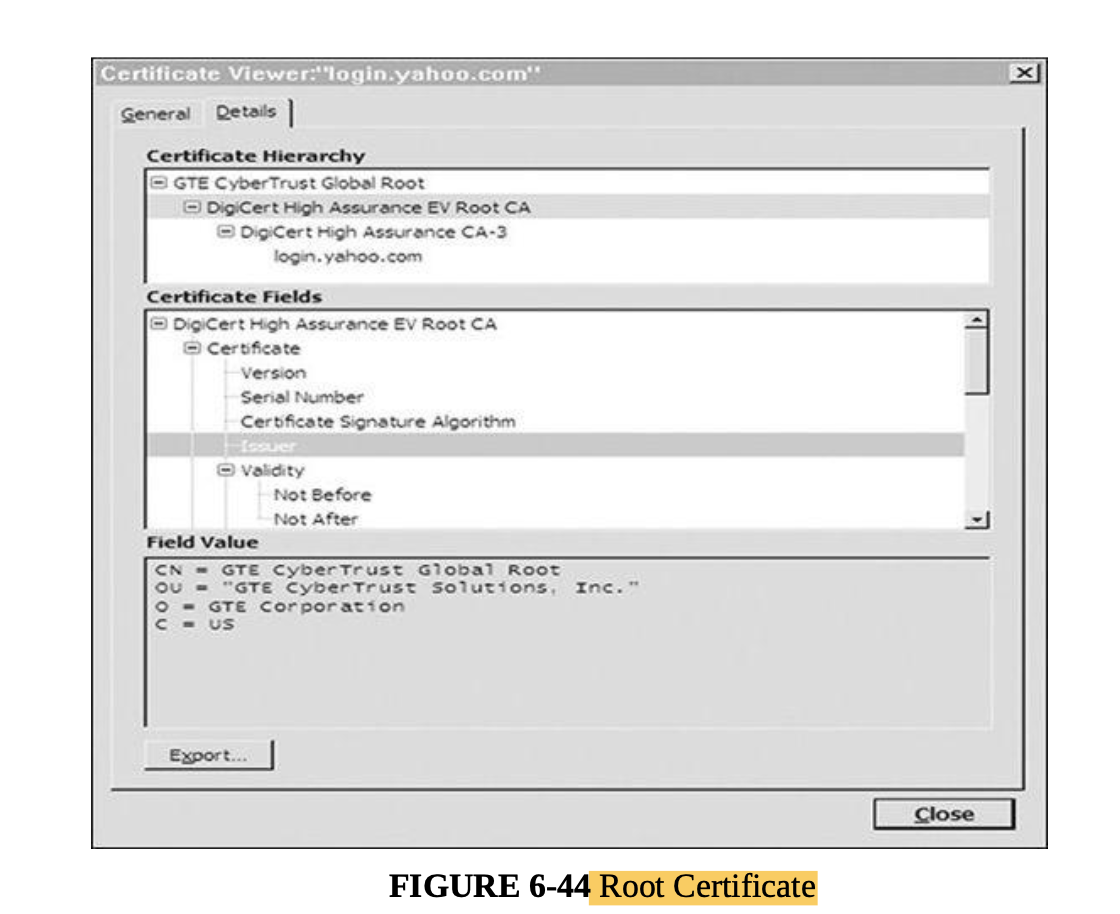 Certificate Viewer:"login.yahoo.com"
General Details
Certificate Hierarchy
GTE CyberTrust Global Root
DigiCert High Assurance EV Root CA
DigiCert High Assurance CA-3
login.yahoo.com
Certificate Fields
DigiCert High Assurance EV Root CA
Certificate
Version
Serial Number
Certificate Signature Algorithm
Issuer
Validity
Not Before
Not After
Field Value
CN = GTE CyberTrust Global Root
OU = "GTE CyberTrust Solutions, Inc."
O = GTE Corporation
C = US
Export...
Close
FIGURE 6-44 Root Certificate